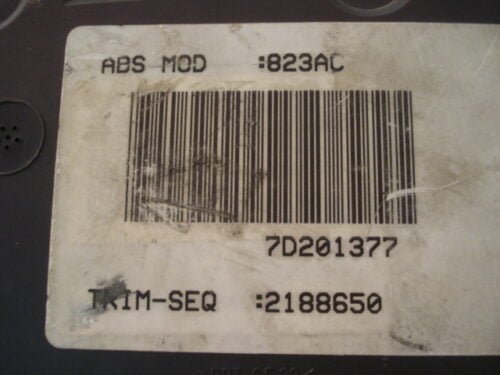 ABS MOD :823AC
7D201377
TRIM-SEQ :2188650